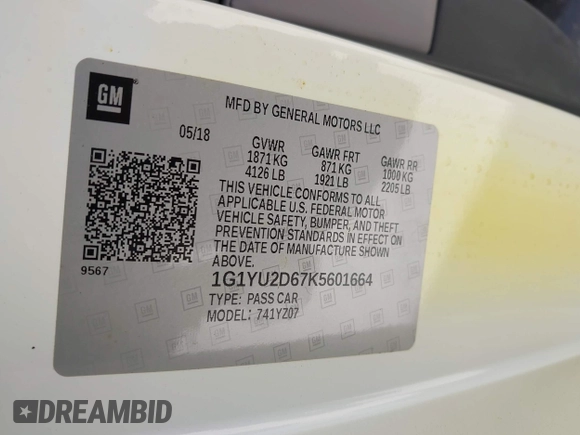 GM
MFD BY GENERAL MOTORS LLC
05/18
GVWR
1871 KG
4126 LB
GAWR FRT
871 KG
1921 LB
GAWR RR
1000 KG
2205 LB
THIS VEHICLE CONFORMS TO ALL
APPLICABLE U.S. FEDERAL MOTOR
VEHICLE SAFETY, BUMPER, AND THEFT
PREVENTION STANDARDS IN EFFECT ON
THE DATE OF MANUFACTURE SHOWN
ABOVE.
9567
1G1YU2D67K5601664
TYPE: PASS CAR
MODEL: 741YZ07
DREAMBID